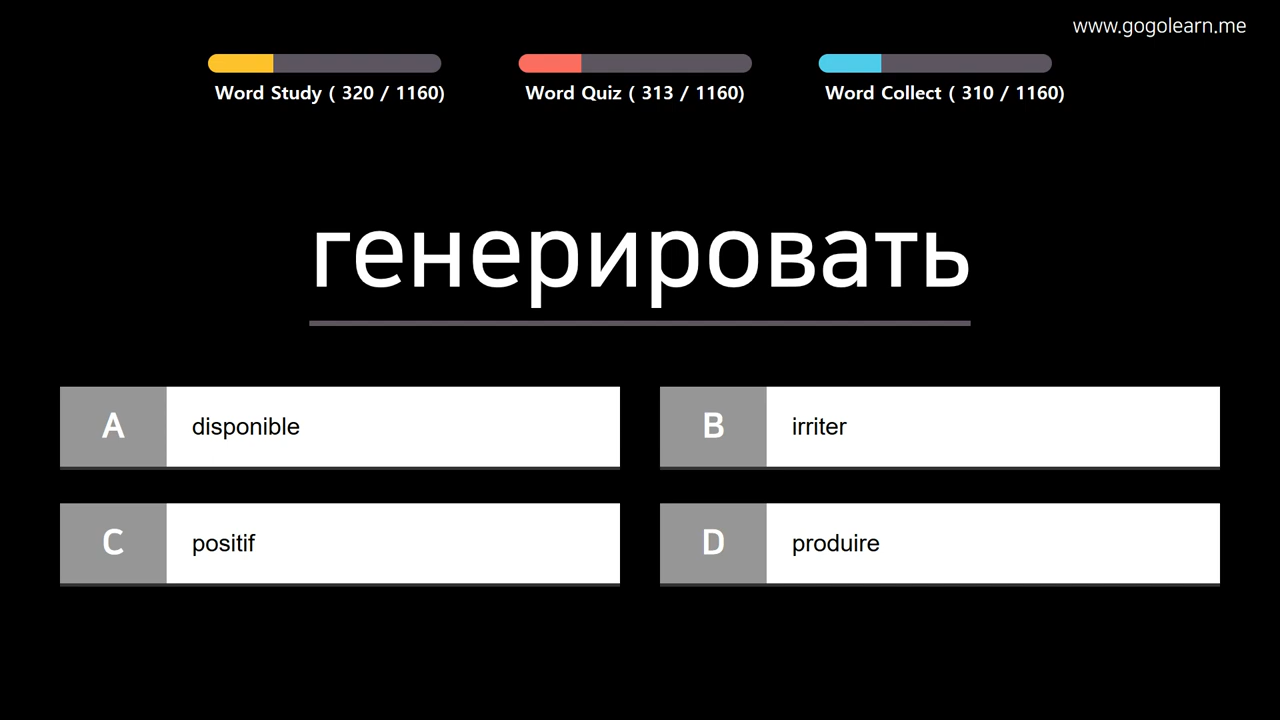 www.gogolearn.me
Word Study ( 320 / 1160)
Word Quiz ( 313 / 1160)
Word Collect ( 310 / 1160)
генерировать
A disponible
B irriter
C positif
D produire